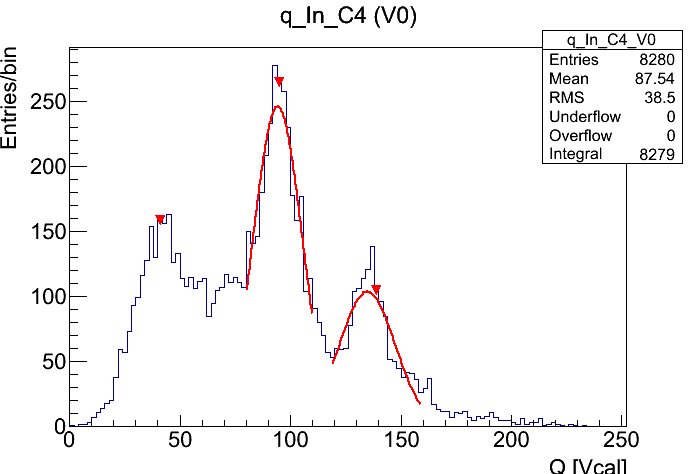 q_In_C4 (V0)
q_In_C4_V0
Entries 8280
Mean 87.54
RMS 38.5
Underflow 0
Overflow 0
Integral 8279
Entries/bin
250
200
150
100
50
0
0 50 100 150 200 250
Q [Vcal]